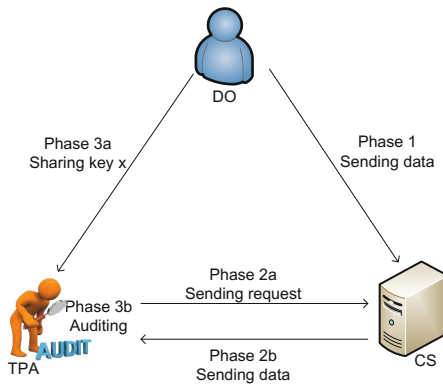 DO
Phase 3a
Sharing key x
Phase 1
Sending data
Phase 2a
Sending request
Phase 3b
Auditing
AUDIT
TPA
CS
Phase 2b
Sending data